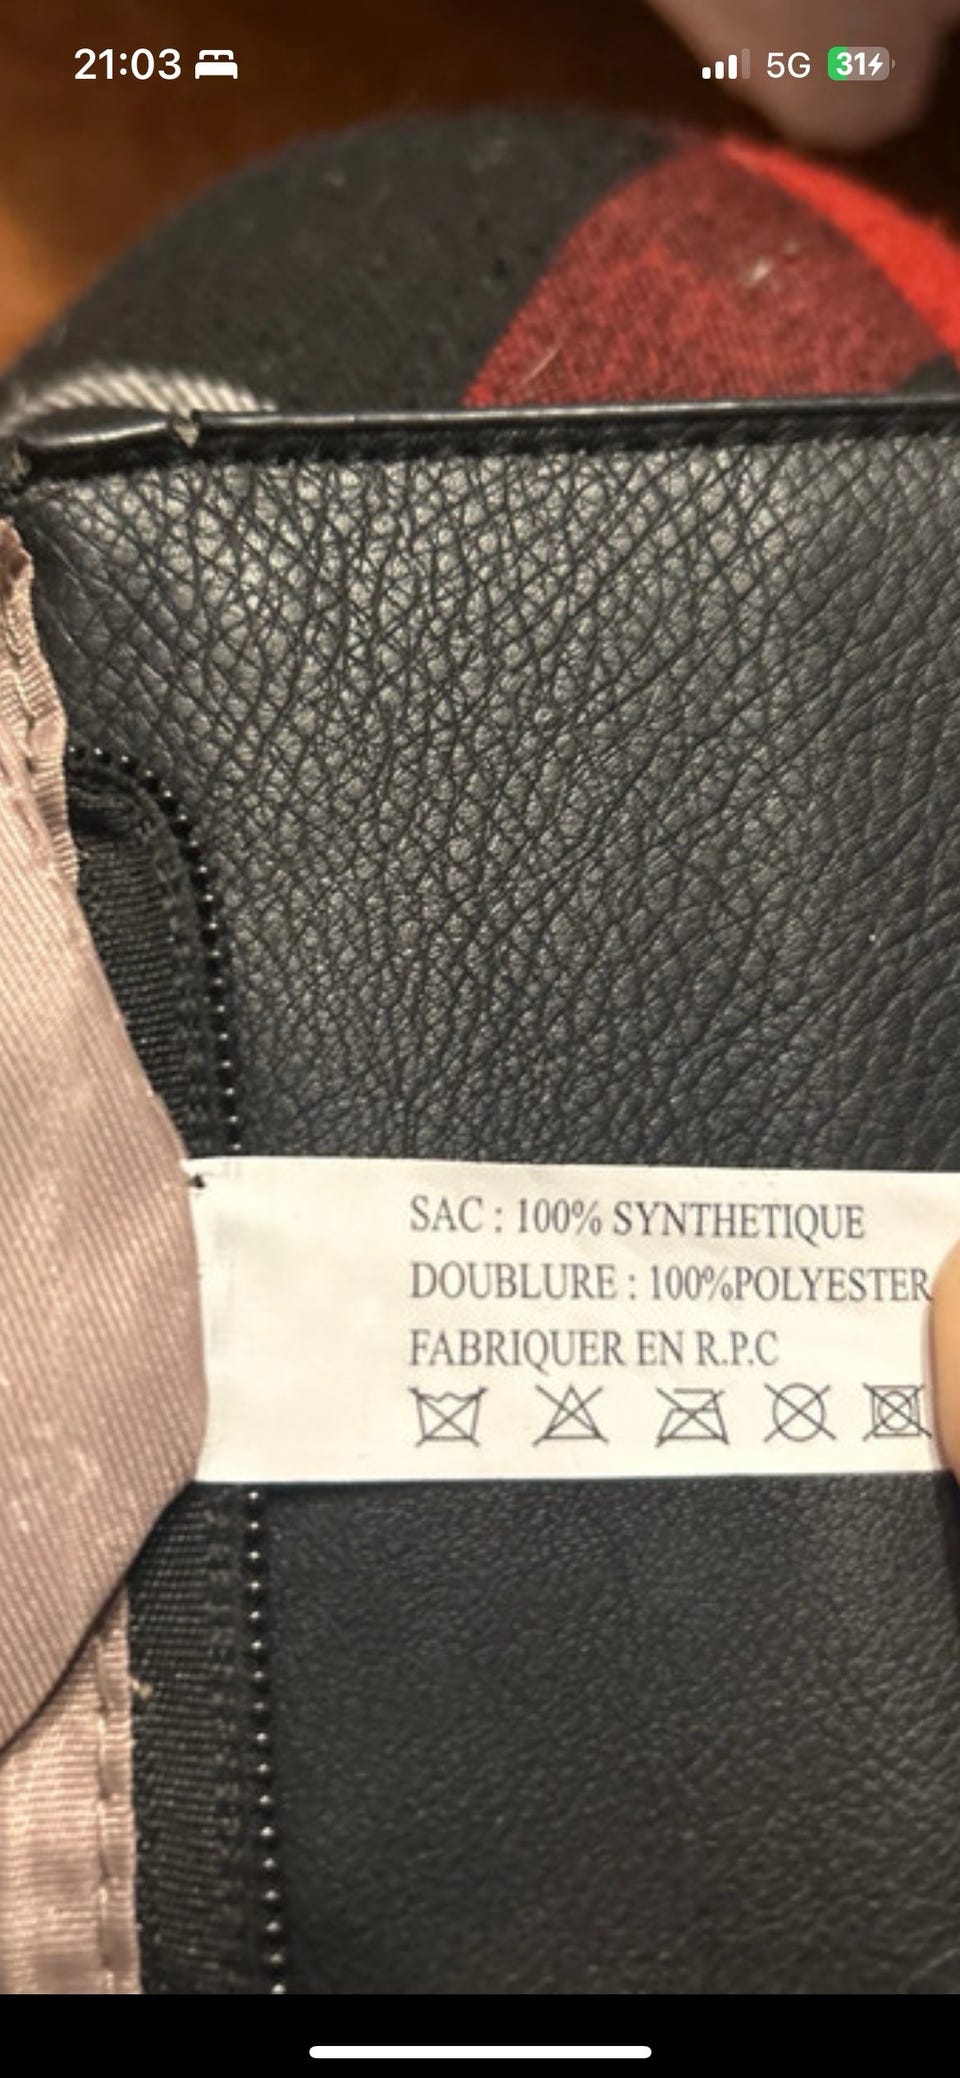 21:03 5G 31
SAC : 100% SYNTHETIQUE
DOUBLURE : 100%POLYESTER
FABRIQUER EN R.P.C